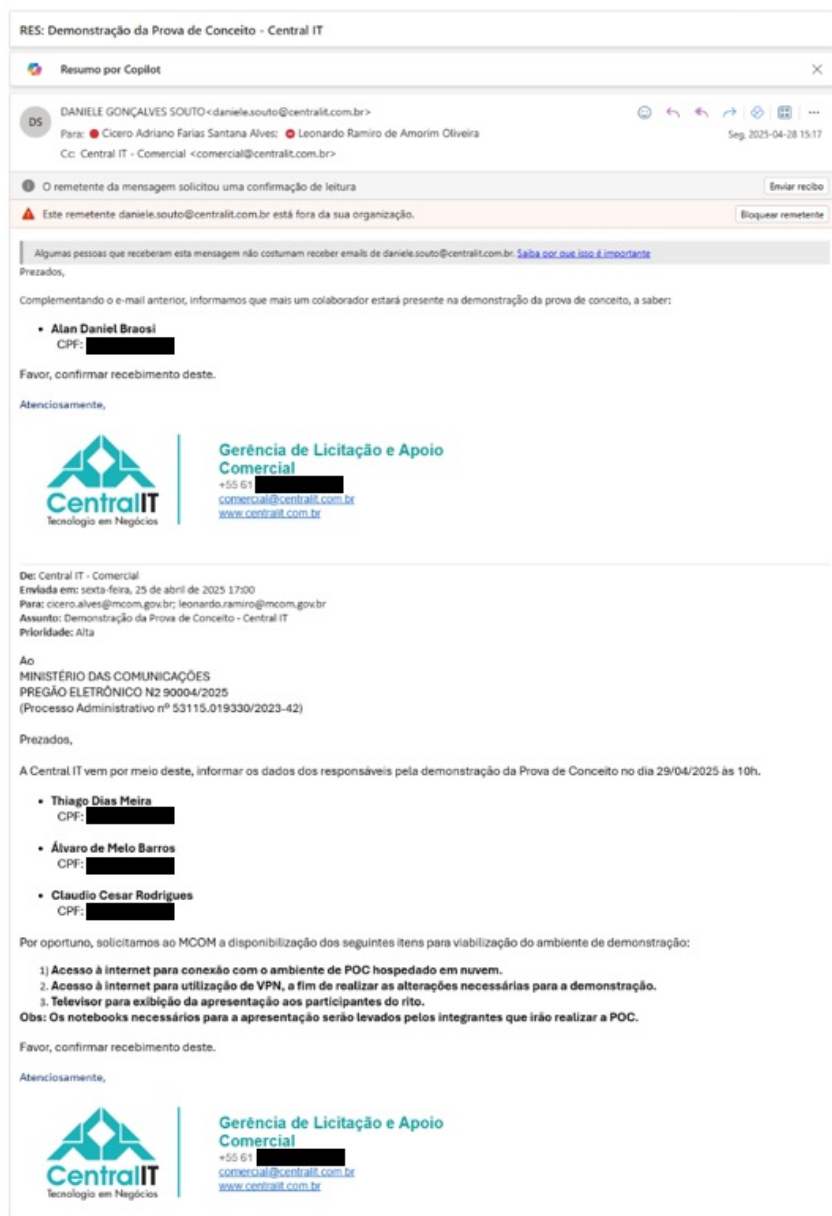 RES: Demonstração da Prova de Conceito - Central IT
Resumo por Copilot
DS
DANIELE GONÇALVES SOUTO<daniele.souto@centralit.com.br>
Para: Cicero Adriano Farias Santana Alves; Leonardo Ramiro de Amorim Oliveira
Seg, 2025-04-28 15:17
Cc: Central IT - Comercial <comercial@centralit.com.br>
O remetente da mensagem solicitou uma confirmação de leitura
Enviar recibo
Este remetente daniele.souto@centralit.com.br está fora da sua organização.
Bloquear remetente
Algumas pessoas que receberam esta mensagem não costumam receber emails de daniele.souto@centralit.com.br. Saiba por que isso é importante
Prezados,
Complementando o e-mail anterior, informamos que mais um colaborador estará presente na demonstração da prova de conceito, a saber:
• Alan Daniel Braosi
CPF:
Favor, confirmar recebimento deste.
Atenciosamente,
CentralIT
Tecnologia em Negócios
Gerência de Licitação e Apoio
Comercial
+55 61
comercial@centralit.com.br
www.centralit.com.br
De: Central IT - Comercial
Enviada em: sexta-feira, 25 de abril de 2025 17:00
Para: cicero.alves@mcom.gov.br; leonardo.ramiro@mcom.gov.br
Assunto: Demonstração da Prova de Conceito - Central IT
Prioridade: Alta
Ao
MINISTÉRIO DAS COMUNICAÇÕES
PREGÃO ELETRÔNICO N2 90004/2025
(Processo Administrativo nº 53115.019330/2023-42)
Prezados,
A Central IT vem por meio deste, informar os dados dos responsáveis pela demonstração da Prova de Conceito no dia 29/04/2025 às 10h.
• Thiago Dias Meira
CPF:
• Álvaro de Melo Barros
CPF:
• Claudio Cesar Rodrigues
CPF:
Por oportuno, solicitamos ao MCOM a disponibilização dos seguintes itens para viabilização do ambiente de demonstração:
1) Acesso à internet para conexão com o ambiente de POC hospedado em nuvem.
2. Acesso à internet para utilização de VPN, a fim de realizar as alterações necessárias para a demonstração.
3. Televisor para exibição da apresentação aos participantes do rito.
Obs: Os notebooks necessários para a apresentação serão levados pelos integrantes que irão realizar a POC.
Favor, confirmar recebimento deste.
Atenciosamente,
CentralIT
Tecnologia em Negócios
Gerência de Licitação e Apoio
Comercial
+55 61
comercial@centralit.com.br
www.centralit.com.br